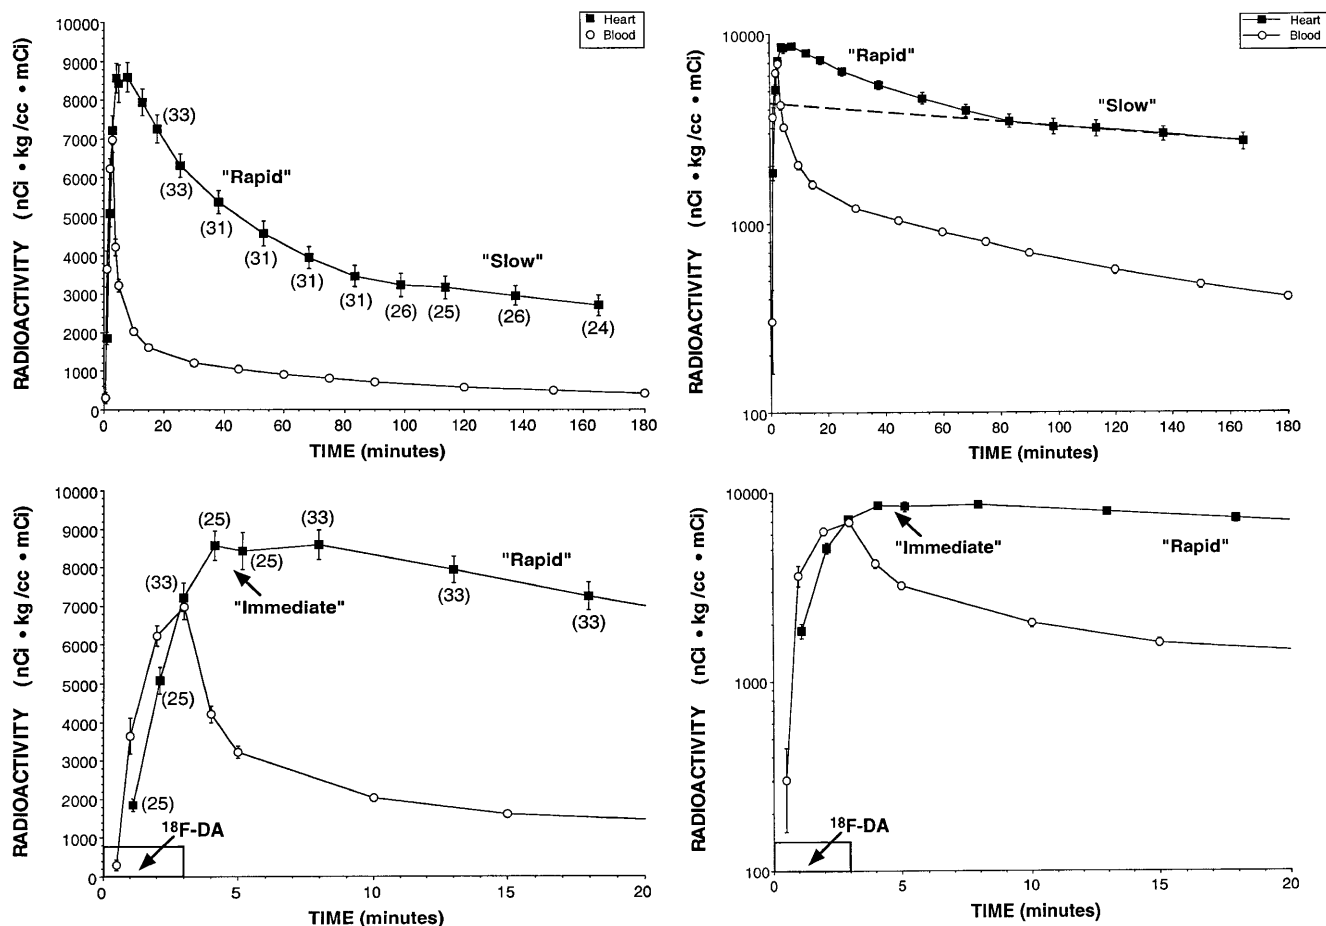 Heart
Blood
RADIOACTIVITY (nCi • kg /cc • mCi)
10000
9000
8000
7000
6000
5000
4000
3000
2000
1000
0
(33)
(33)
"Rapid"
(31)
(31)
(31)
(31)
"Slow"
(26)
(25)
(26)
(24)
0 20 40 60 80 100 120 140 160 180
TIME (minutes)
Heart
Blood
RADIOACTIVITY (nCi • kg /cc • mCi)
10000
1000
100
"Rapid"
"Slow"
0 20 40 60 80 100 120 140 160 180
TIME (minutes)
RADIOACTIVITY (nCi • kg /cc • mCi)
10000
9000
8000
7000
6000
5000
4000
3000
2000
1000
0
(25)
(33)
(25)
"Rapid"
(33)
"Immediate"
(33)
(33)
(25)
(25)
18F-DA
0 5 10 15 20
TIME (minutes)
RADIOACTIVITY (nCi • kg /cc • mCi)
10000
1000
100
"Immediate"
"Rapid"
18F-DA
0 5 10 15 20
TIME (minutes)